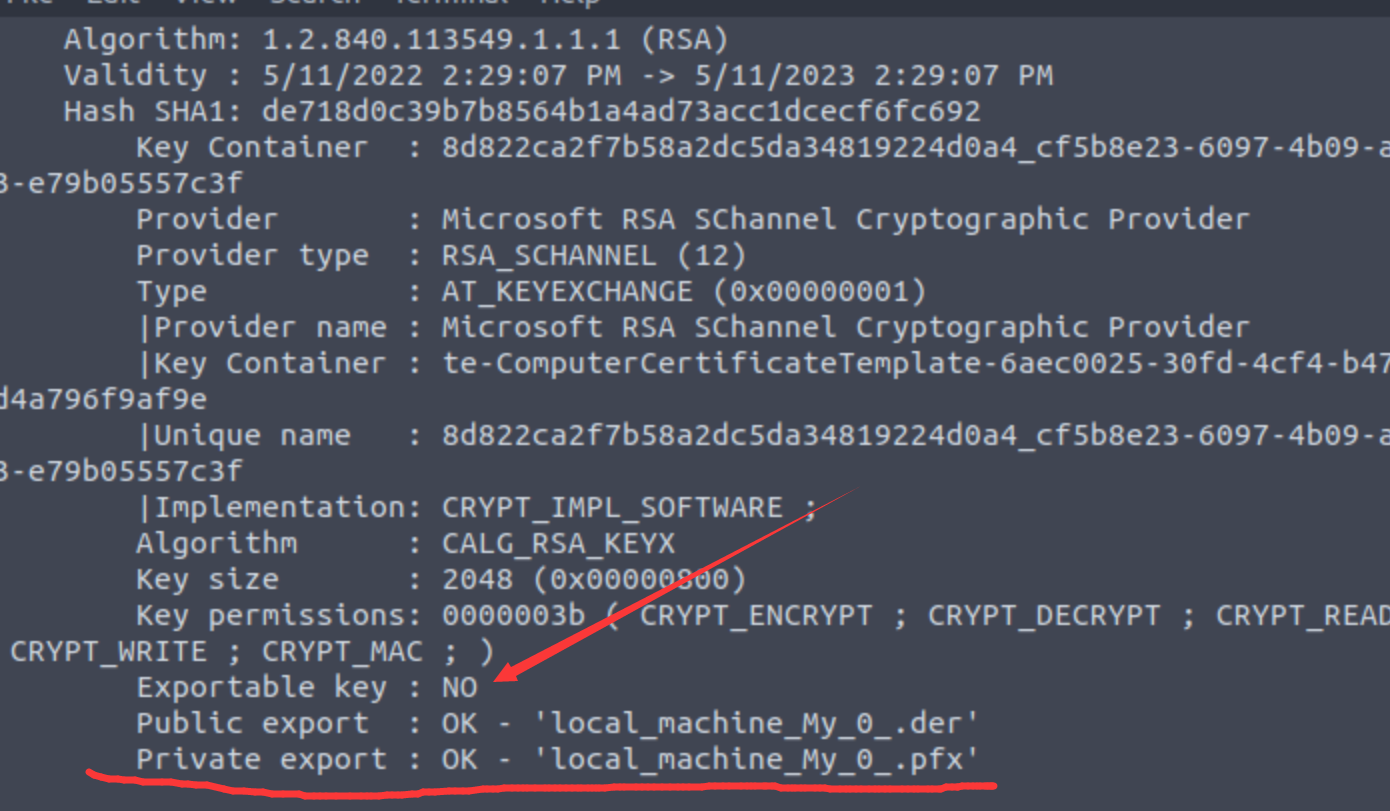 File Edit View Search Terminal Help
Algorithm: 1.2.840.113549.1.1.1 (RSA)
Validity : 5/11/2022 2:29:07 PM -> 5/11/2023 2:29:07 PM
Hash SHA1: de718d0c39b7b8564b1a4ad73acc1dcecf6fc692
Key Container : 8d822ca2f7b58a2dc5da34819224d0a4_cf5b8e23-6097-4b09-a
3-e79b05557c3f
Provider : Microsoft RSA SChannel Cryptographic Provider
Provider type : RSA_SCHANNEL (12)
Type : AT_KEYEXCHANGE (0x00000001)
|Provider name : Microsoft RSA SChannel Cryptographic Provider
|Key Container : te-ComputerCertificateTemplate-6aec0025-30fd-4cf4-b47
d4a796f9af9e
|Unique name : 8d822ca2f7b58a2dc5da34819224d0a4_cf5b8e23-6097-4b09-a
3-e79b05557c3f
|Implementation: CRYPT_IMPL_SOFTWARE ;
Algorithm : CALG_RSA_KEYX
Key size : 2048 (0x00000800)
Key permissions: 0000003b ( CRYPT_ENCRYPT ; CRYPT_DECRYPT ; CRYPT_READ
CRYPT_WRITE ; CRYPT_MAC ; )
Exportable key : NO
Public export : OK - 'local_machine_My_0_.der'
Private export : OK - 'local_machine_My_0_.pfx'